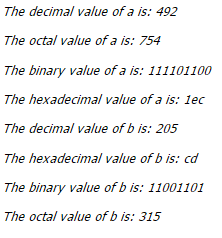 The decimal value of a is: 492
The octal value of a is: 754
The binary value of a is: 111101100
The hexadecimal value of a is: 1ec
The decimal value of b is: 205
The hexadecimal value of b is: cd
The binary value of b is: 11001101
The octal value of b is: 315